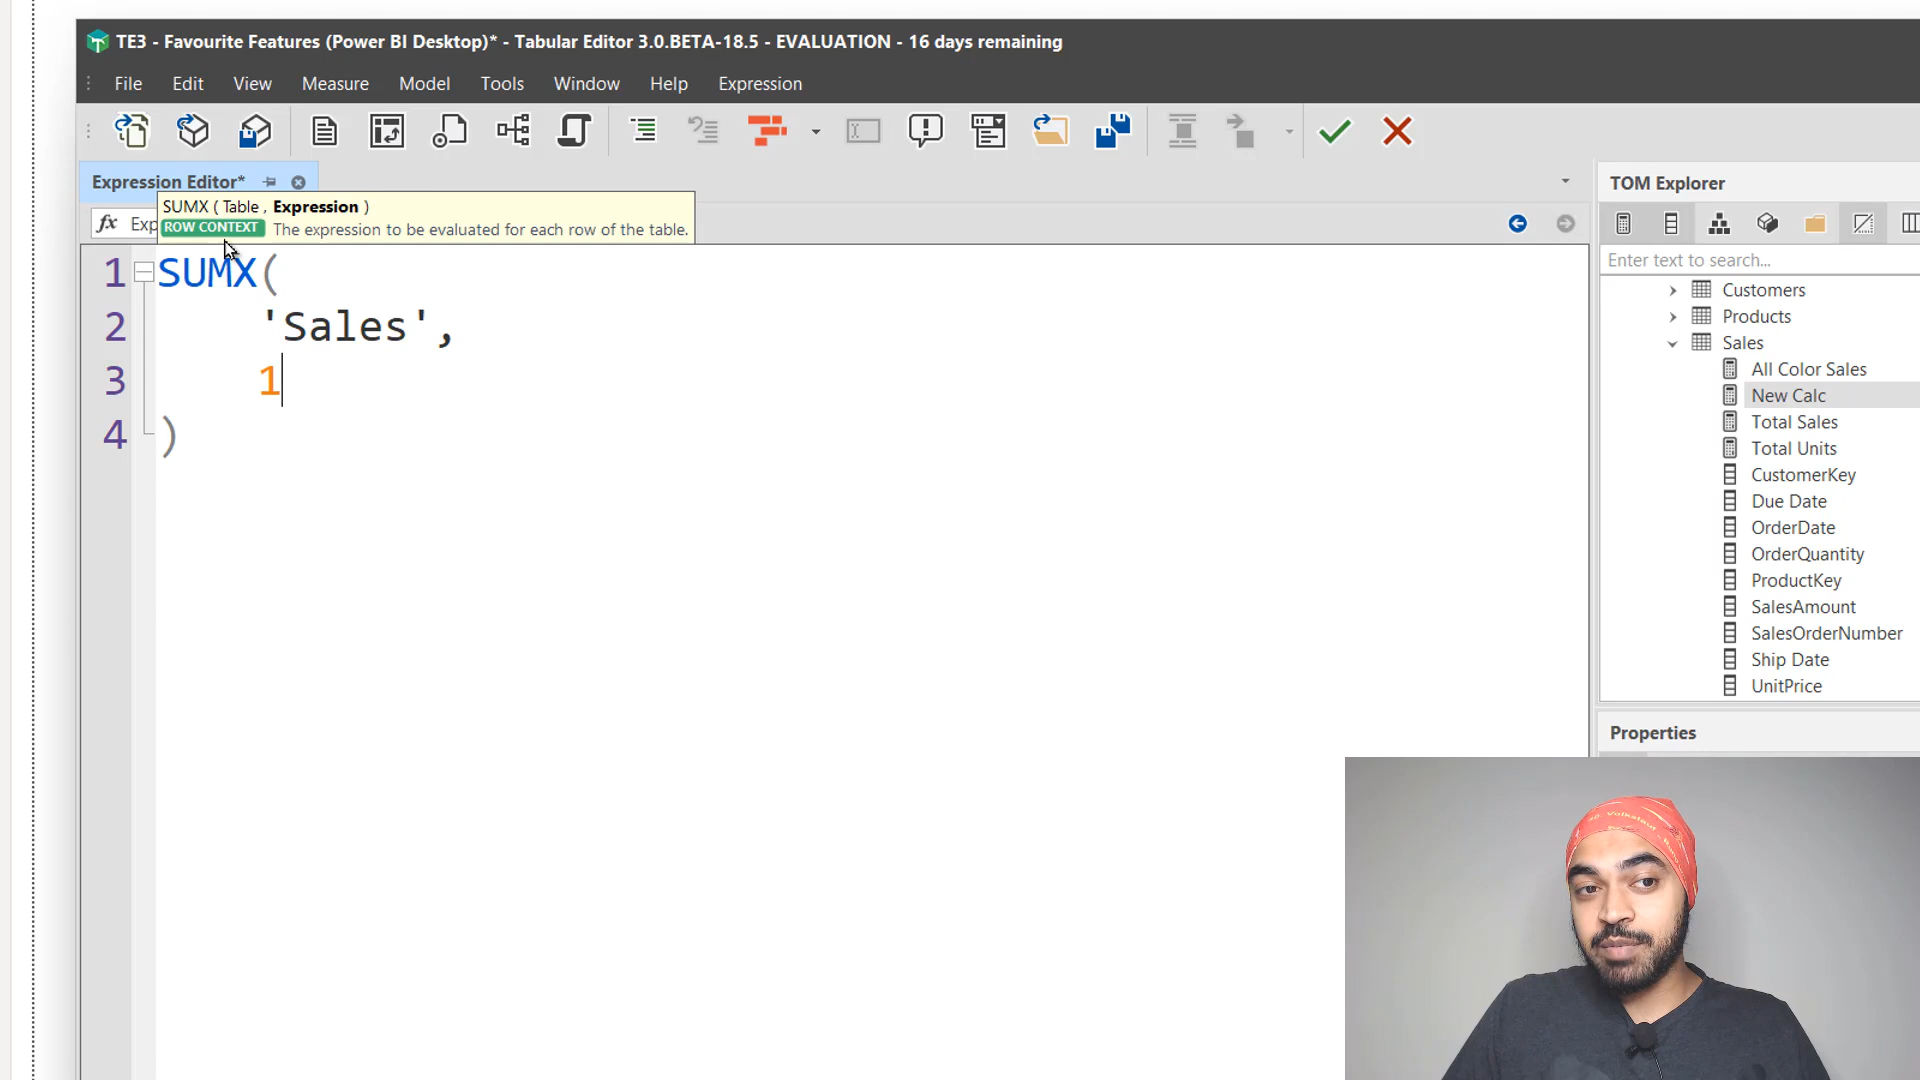 TE3 - Favourite Features (Power BI Desktop)* - Tabular Editor 3.0.BETA-18.5 - EVALUATION - 16 days remaining
File Edit View Measure Model Tools Window Help Expression
Expression Editor*
TOM Explorer
SUMX ( Table , Expression )
ROW CONTEXT The expression to be evaluated for each row of the table.
fx Exp
Enter text to search...
1 SUMX(
2 'Sales',
3 1
4 )
Customers
Products
Sales
All Color Sales
New Calc
Total Sales
Total Units
CustomerKey
Due Date
OrderDate
OrderQuantity
ProductKey
SalesAmount
SalesOrderNumber
Ship Date
UnitPrice
Properties